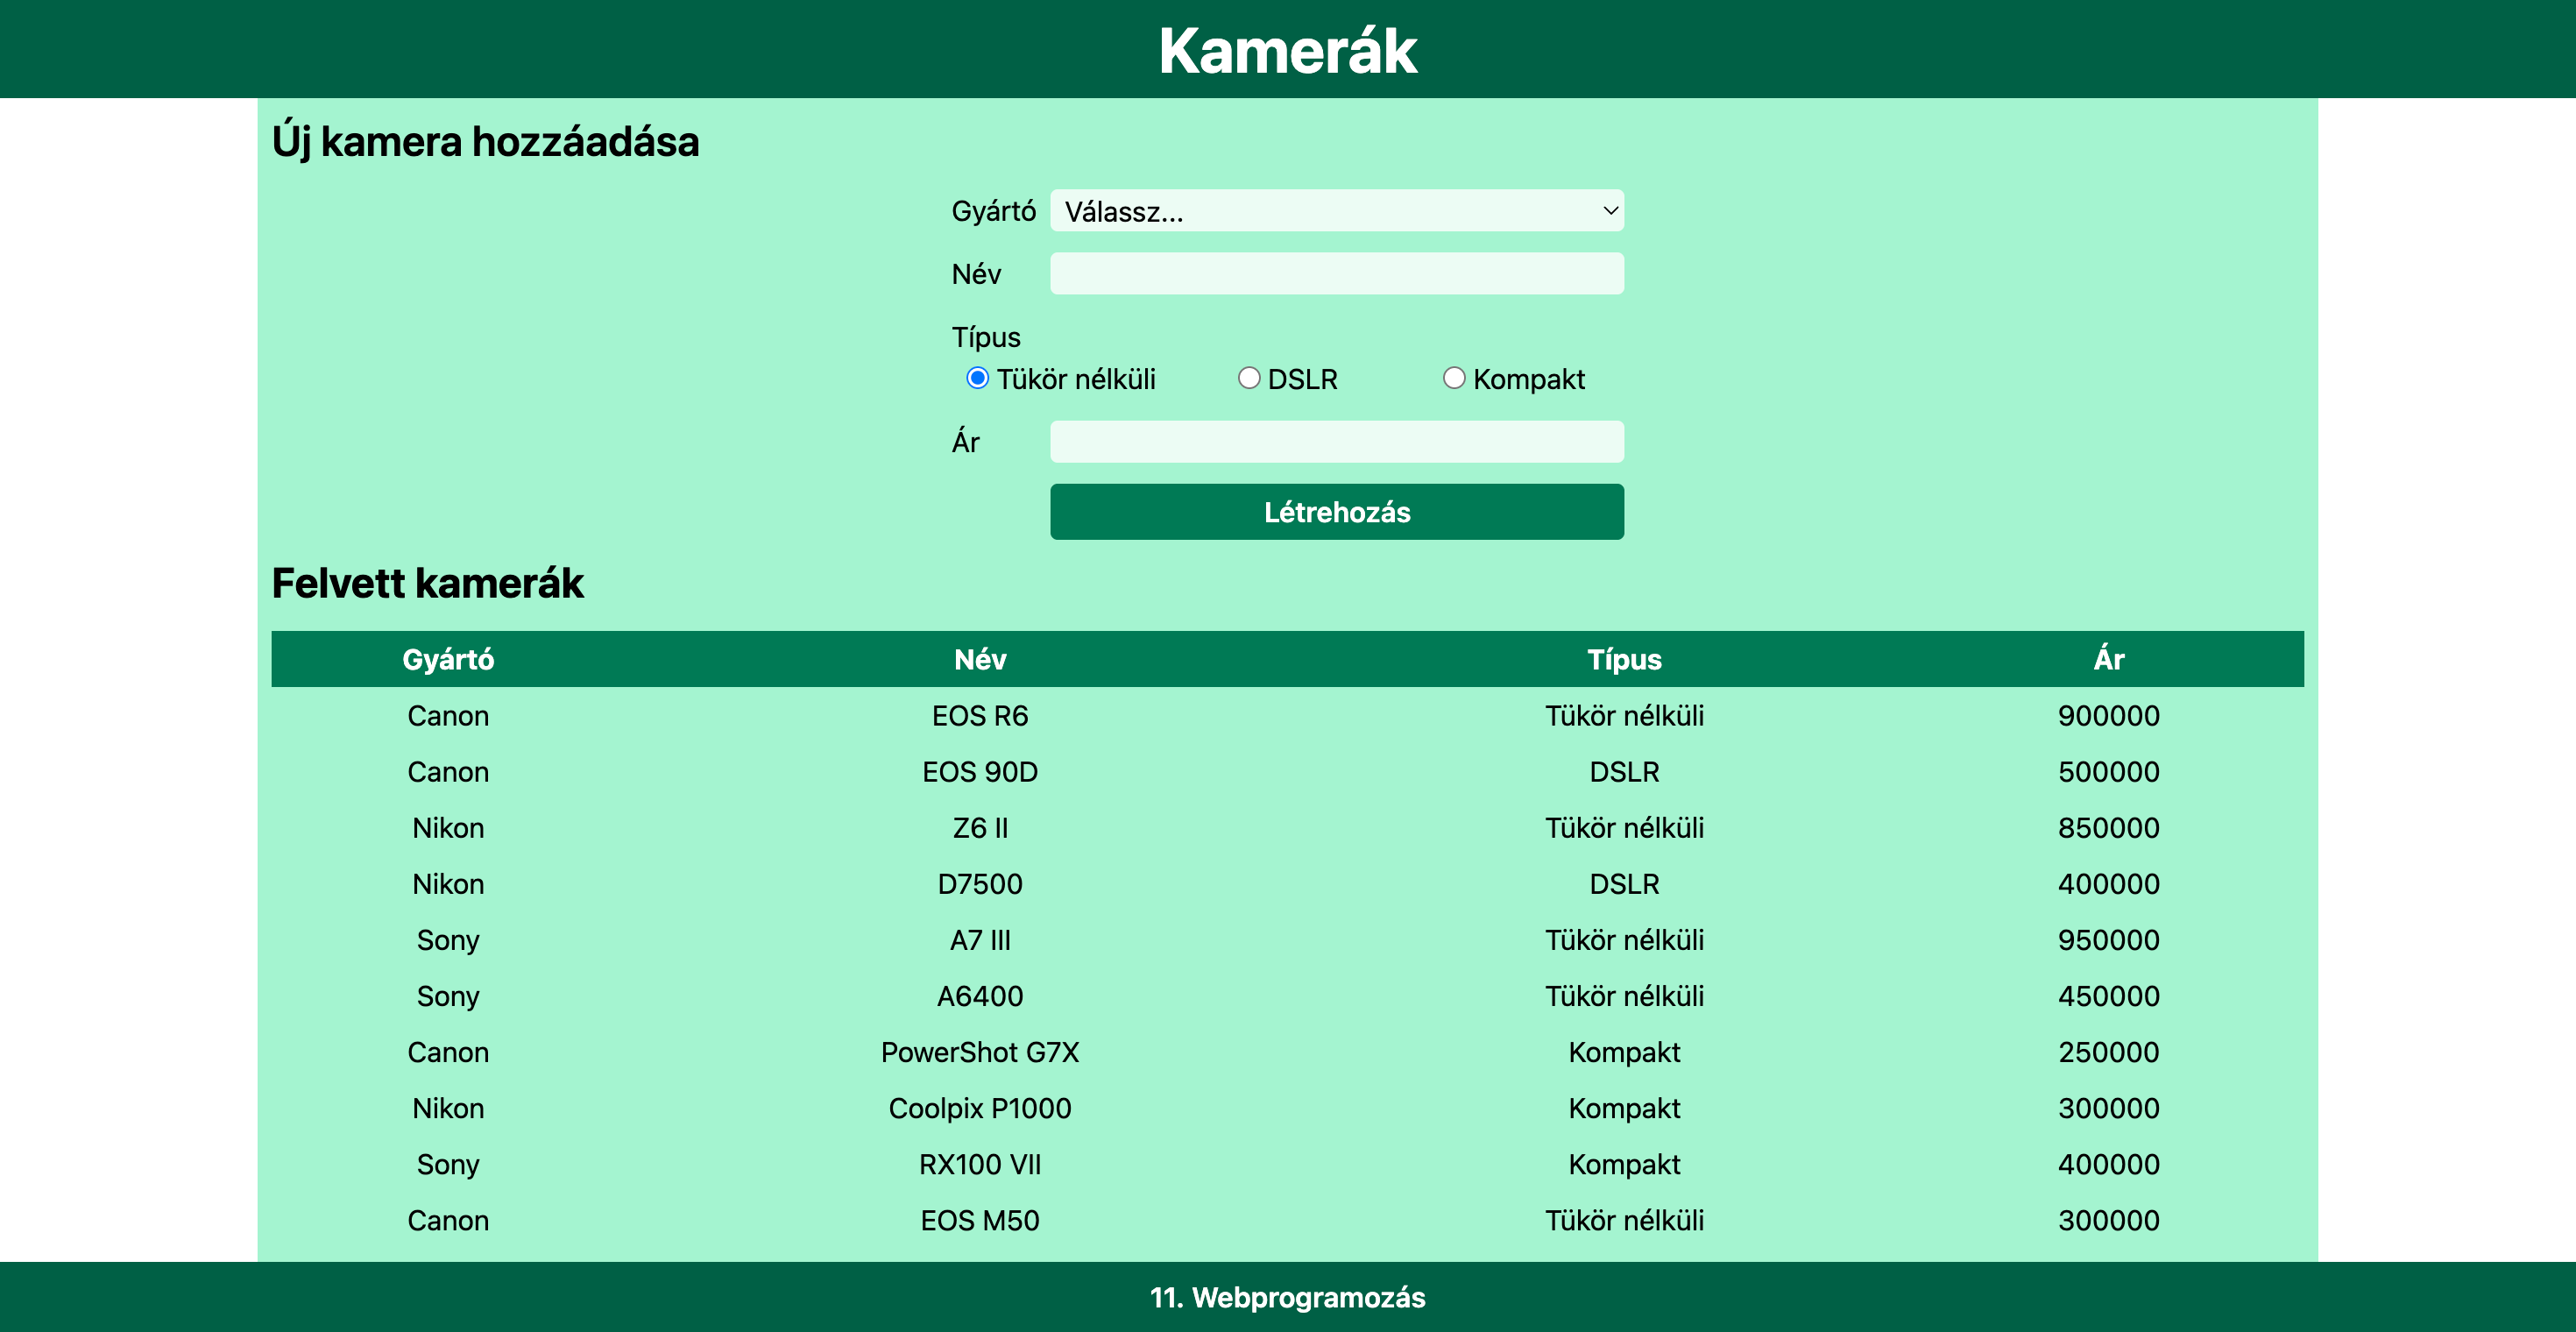 Kamerák
Új kamera hozzáadása
Gyártó Válassz...
Név
Típus
Tükör nélküli DSLR Kompakt
Ár
Létrehozás
Felvett kamerák
Gyártó Név Típus Ár
Canon EOS R6 Tükör nélküli 900000
Canon EOS 90D DSLR 500000
Nikon Z6 II Tükör nélküli 850000
Nikon D7500 DSLR 400000
Sony A7 III Tükör nélküli 950000
Sony A6400 Tükör nélküli 450000
Canon PowerShot G7X Kompakt 250000
Nikon Coolpix P1000 Kompakt 300000
Sony RX100 VII Kompakt 400000
Canon EOS M50 Tükör nélküli 300000
11. Webprogramozás